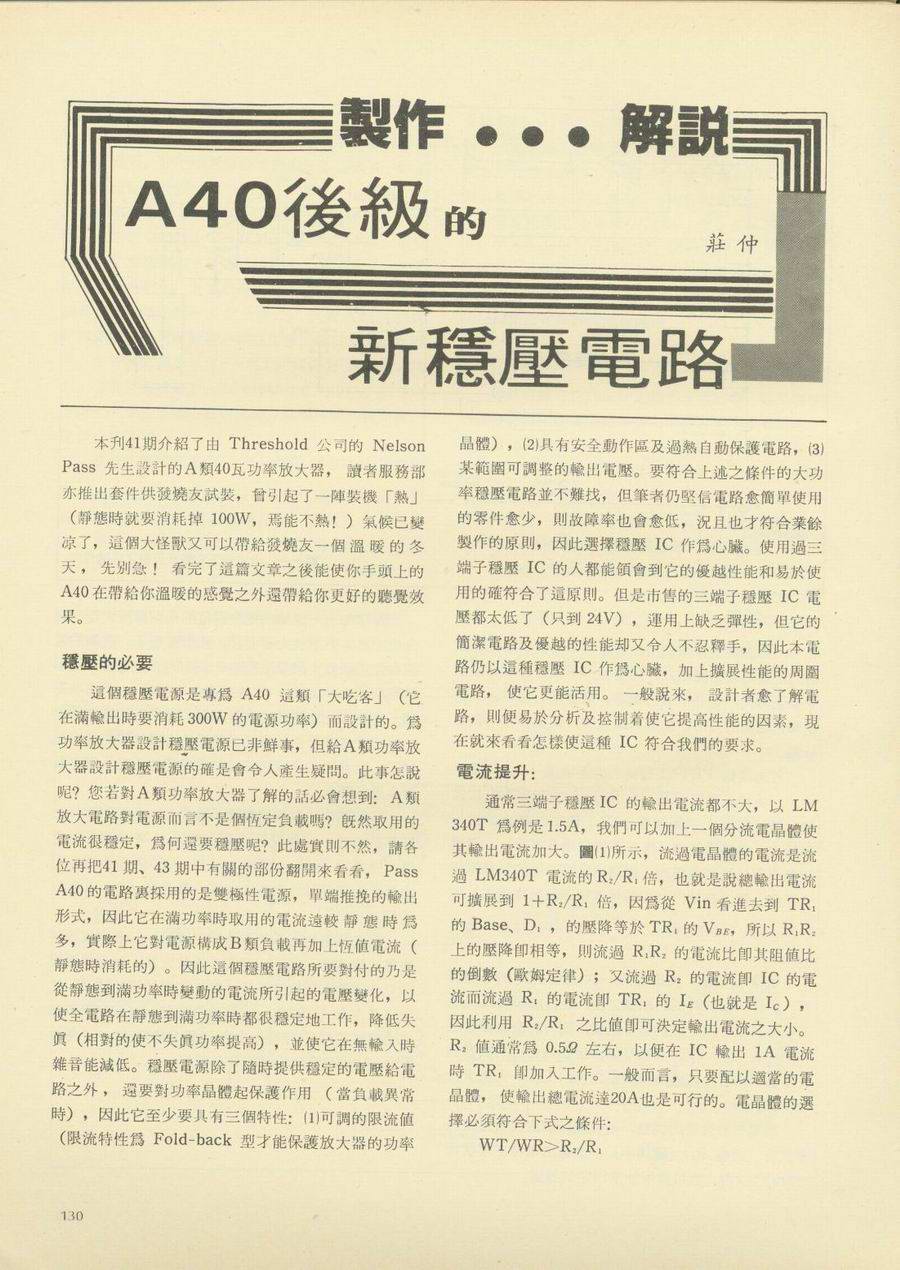 製作...解説
A40後級的
莊仲
新穩壓電路
本刋41期介紹了由 Threshold 公司的 Nelson
Pass 先生設計的A類40瓦功率放大器，讀者服務部
亦推出套件供發燒友試裝，曾引起了一陣裝機「熱」
（靜態時就要消耗掉 100W，焉能不熱！）氣候已變
凉了，這個大怪獸又可以帶給發燒友一個溫暖的冬
天，先別急！看完了這篇文章之後能使你手頭上的
A40在帶給你溫暖的感覺之外還帶給你更好的聽覺效
果。
穩壓的必要
這個穩壓電源是專爲 A40 這類「大吃客」（它
在滿輸出時要消耗300W的電源功率）而設計的。爲
功率放大器設計穩壓電源已非鮮事，但給A類功率放
大器設計穩壓電源的確是會令人產生疑問。此事怎說
呢？您若對A類功率放大器了解的話必會想到：A類
放大電路對電源而言不是個恆定負載嗎？旣然取用的
電流很穩定，爲何還要穩壓呢？此處實則不然，請各
位再把41期、43期中有關的部份翻開來看看，Pass
A40的電路裏採用的是雙極性電源，單端推挽的輸出
形式，因此它在滿功率時取用的電流遠較靜態時爲
多，實際上它對電源構成B類負載再加上恆值電流（
靜態時消耗的）。因此這個穩壓電路所要對付的乃是
從靜態到滿功率時變動的電流所引起的電壓變化，以
使全電路在靜態到滿功率時都很穩定地工作，降低失
眞（相對的使不失眞功率提高），並使它在無輸入時
雜音能減低。穩壓電源除了隨時提供穩定的電壓給電
路之外，還要對功率晶體起保護作用（當負載異常
時），因此它至少要具有三個特性：⑴可調的限流值
（限流特性爲 Fold-back 型才能保護放大器的功率
晶體），⑵具有安全動作區及過熱自動保護電路，⑶
某範圍可調整的輸出電壓。要符合上述之條件的大功
率穩壓電路並不難找，但筆者仍堅信電路愈簡單使用
的零件愈少，則故障率也會愈低，況且也才符合業餘
製作的原則，因此選擇穩壓 IC 作爲心臟。使用過三
端子穩壓 IC 的人都能領會到它的優越性能和易於使
用的確符合了這原則。但是市售的三端子穩壓 IC 電
壓都太低了（只到 24V），運用上缺乏彈性，但它的
簡潔電路及優越的性能却又令人不忍釋手，因此本電
路仍以這種穩壓 IC 作爲心臟，加上擴展性能的周圍
電路，使它更能活用。一般說來，設計者愈了解電
路，則便易於分析及控制着使它提高性能的因素，現
在就來看看怎樣使這種 IC 符合我們的要求。
電流提升：
通常三端子穩壓 IC 的輸出電流都不大，以 LM
340T 爲例是1.5A，我們可以加上一個分流電晶體使
其輸出電流加大。圖⑴所示，流過電晶體的電流是流
過 LM340T 電流的R₂/R₁倍，也就是說總輸出電流
可擴展到 1＋R₂/R₁ 倍，因爲從 Vin 看進去到 TR₁
的 Base、D₁，的壓降等於TR₁的VBE，所以 R₁R₂
上的壓降卽相等，則流過 R₁R₂ 的電流比卽其阻值比
的倒數（歐姆定律）；又流過 R₂ 的電流卽 IC 的電
流而流過 R₁ 的電流卽 TR₁ 的 IE（也就是 Ic），
因此利用 R₂/R₁ 之比值卽可決定輸出電流之大小。
R₂ 值通常爲 0.5Ω 左右，以便在 IC 輸出 1A 電流
時 TR₁ 卽加入工作。一般而言，只要配以適當的電
晶體，使輸出總電流達20A也是可行的。電晶體的選
擇必須符合下式之條件：
WT/WR＞R₂/R₁
130